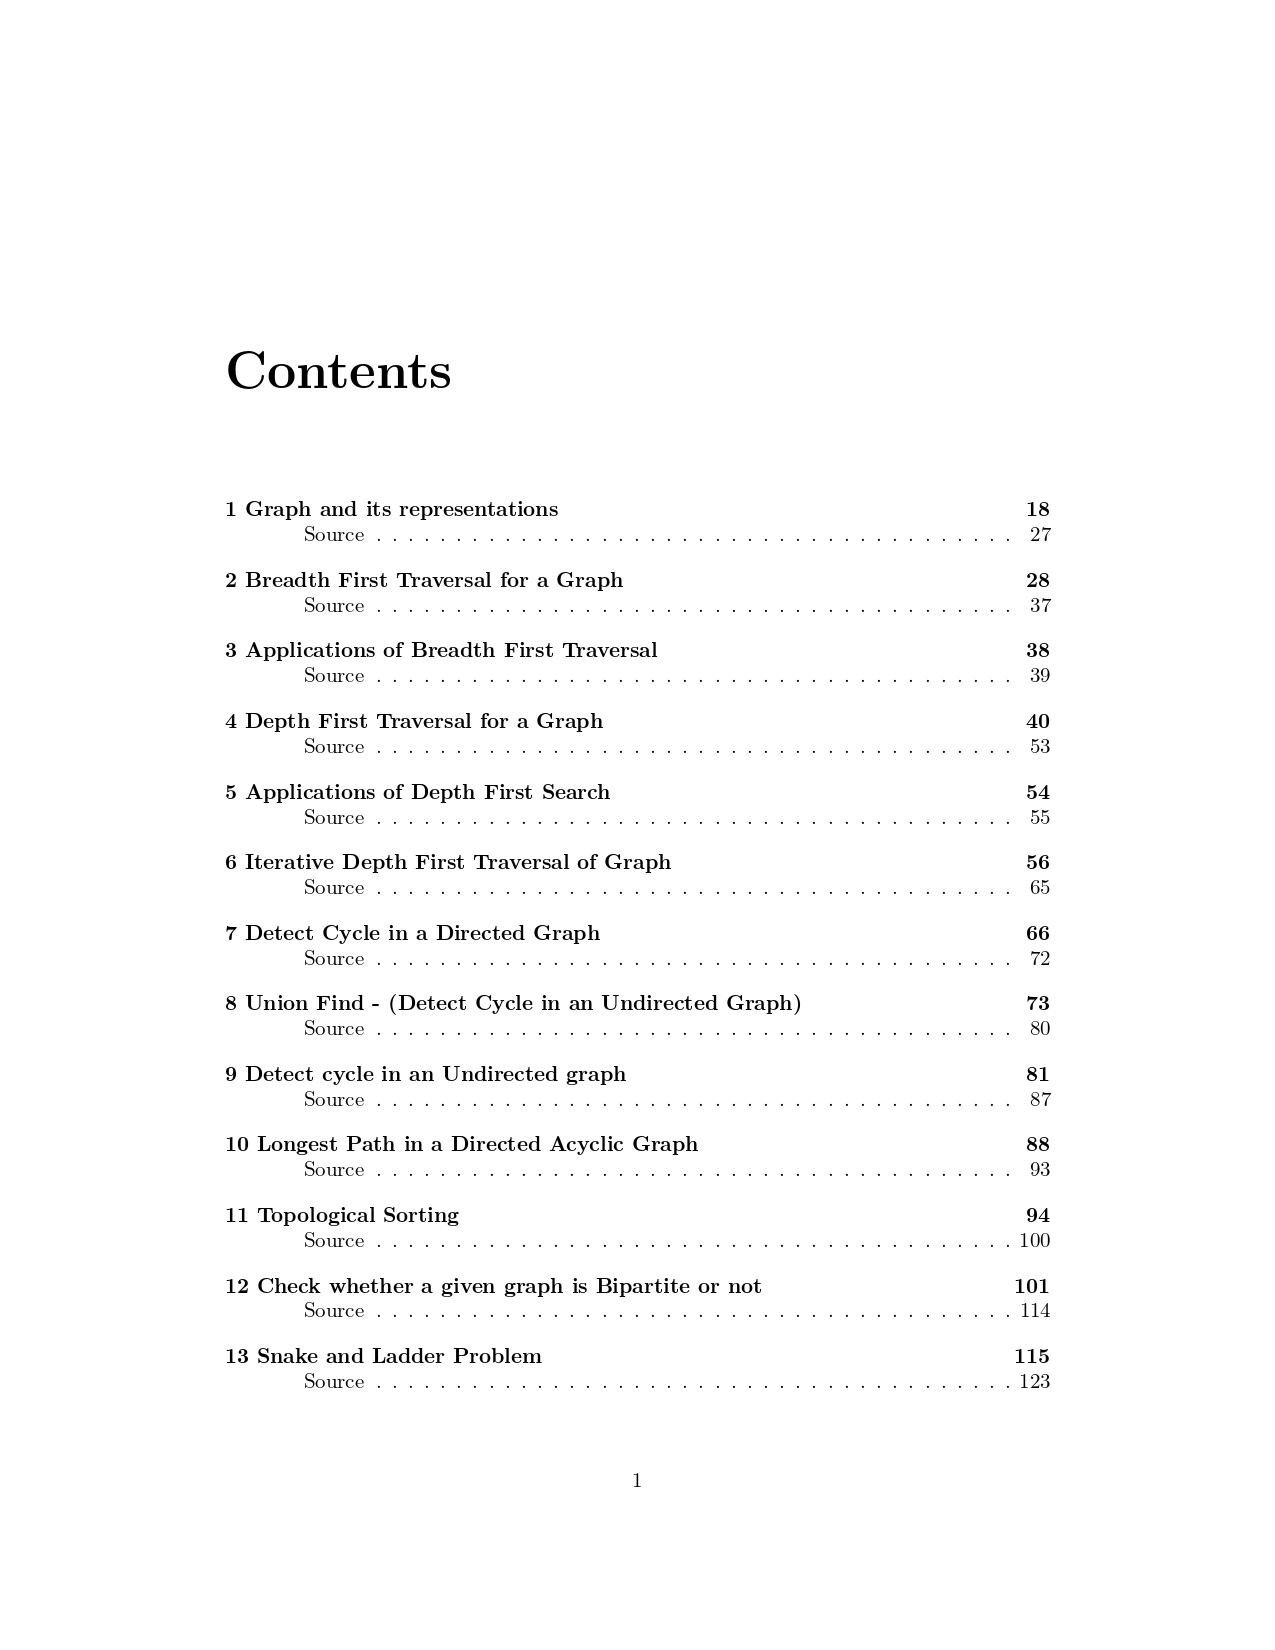 Contents
1 Graph and its representations 18
Source . . . . . . . . . . . . . . . . . . . . . . . . . . . . . . . . . . . . . . . . 27
2 Breadth First Traversal for a Graph 28
Source . . . . . . . . . . . . . . . . . . . . . . . . . . . . . . . . . . . . . . . . 37
3 Applications of Breadth First Traversal 38
Source . . . . . . . . . . . . . . . . . . . . . . . . . . . . . . . . . . . . . . . . 39
4 Depth First Traversal for a Graph 40
Source . . . . . . . . . . . . . . . . . . . . . . . . . . . . . . . . . . . . . . . . 53
5 Applications of Depth First Search 54
Source . . . . . . . . . . . . . . . . . . . . . . . . . . . . . . . . . . . . . . . . 55
6 Iterative Depth First Traversal of Graph 56
Source . . . . . . . . . . . . . . . . . . . . . . . . . . . . . . . . . . . . . . . . 65
7 Detect Cycle in a Directed Graph 66
Source . . . . . . . . . . . . . . . . . . . . . . . . . . . . . . . . . . . . . . . . 72
8 Union Find - (Detect Cycle in an Undirected Graph) 73
Source . . . . . . . . . . . . . . . . . . . . . . . . . . . . . . . . . . . . . . . . 80
9 Detect cycle in an Undirected graph 81
Source . . . . . . . . . . . . . . . . . . . . . . . . . . . . . . . . . . . . . . . . 87
10 Longest Path in a Directed Acyclic Graph 88
Source . . . . . . . . . . . . . . . . . . . . . . . . . . . . . . . . . . . . . . . . 93
11 Topological Sorting 94
Source . . . . . . . . . . . . . . . . . . . . . . . . . . . . . . . . . . . . . . . . 100
12 Check whether a given graph is Bipartite or not 101
Source . . . . . . . . . . . . . . . . . . . . . . . . . . . . . . . . . . . . . . . . 114
13 Snake and Ladder Problem 115
Source . . . . . . . . . . . . . . . . . . . . . . . . . . . . . . . . . . . . . . . . 123
1